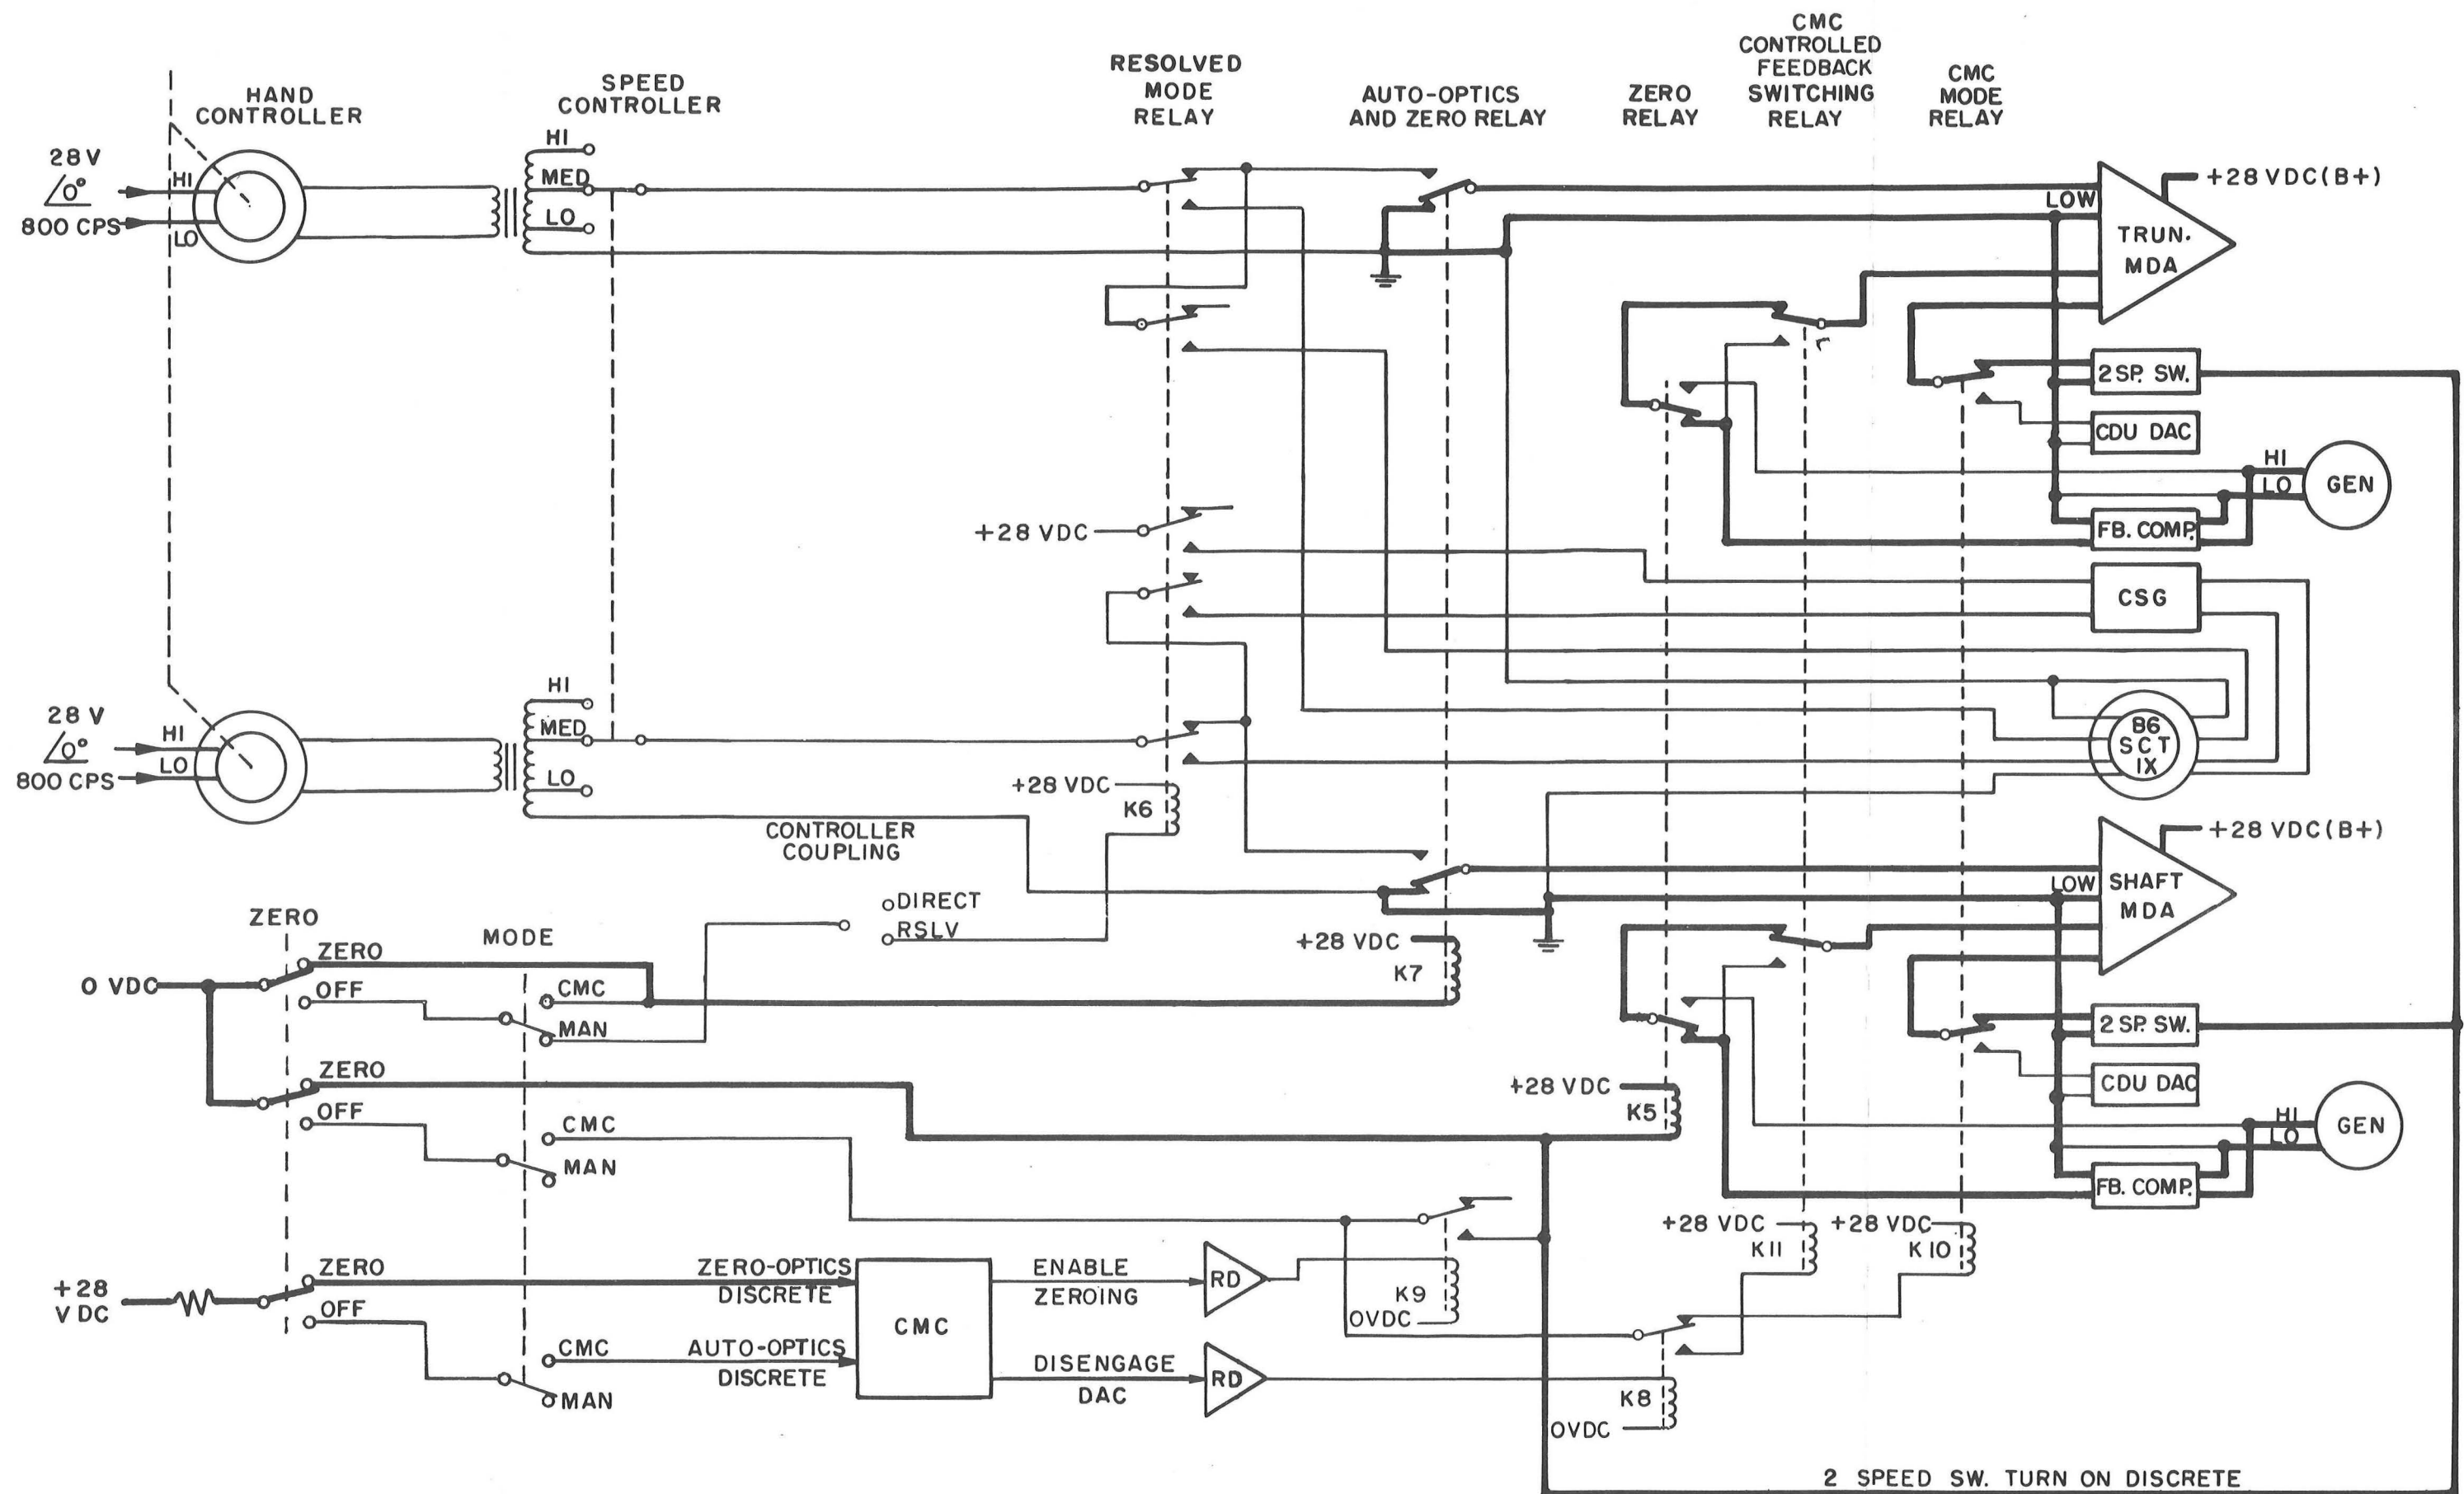 HAND
CONTROLLER
SPEED
CONTROLLER
RESOLVED
MODE
RELAY
AUTO-OPTICS
AND ZERO RELAY
ZERO
RELAY
CMC
CONTROLLED
FEEDBACK
SWITCHING
RELAY
CMC
MODE
RELAY
28 V
/0°
800 CPS
HI
LO
HI
MED
LO
LOW
+28 VDC (B+)
TRUN.
MDA
2 SP. SW.
CDU DAC
HI
LO
GEN
FB. COMP.
+28 VDC
CSG
28 V
/0°
800 CPS
HI
LO
HI
MED
LO
B6
SCT
1X
+28 VDC
K6
CONTROLLER
COUPLING
DIRECT
RSLV
+28 VDC (B+)
LOW
SHAFT
MDA
ZERO
MODE
0 VDC
ZERO
OFF
CMC
MAN
+28 VDC
K7
2 SP. SW.
ZERO
OFF
CMC
MAN
+28 VDC
K5
CDU DAC
HI
LO
GEN
FB. COMP.
+28 VDC
K11
+28 VDC
K10
+28
VDC
ZERO
OFF
CMC
MAN
ZERO-OPTICS
DISCRETE
AUTO-OPTICS
DISCRETE
CMC
ENABLE
ZEROING
RD
K9
0VDC
DISENGAGE
DAC
RD
K8
0VDC
2 SPEED SW. TURN ON DISCRETE